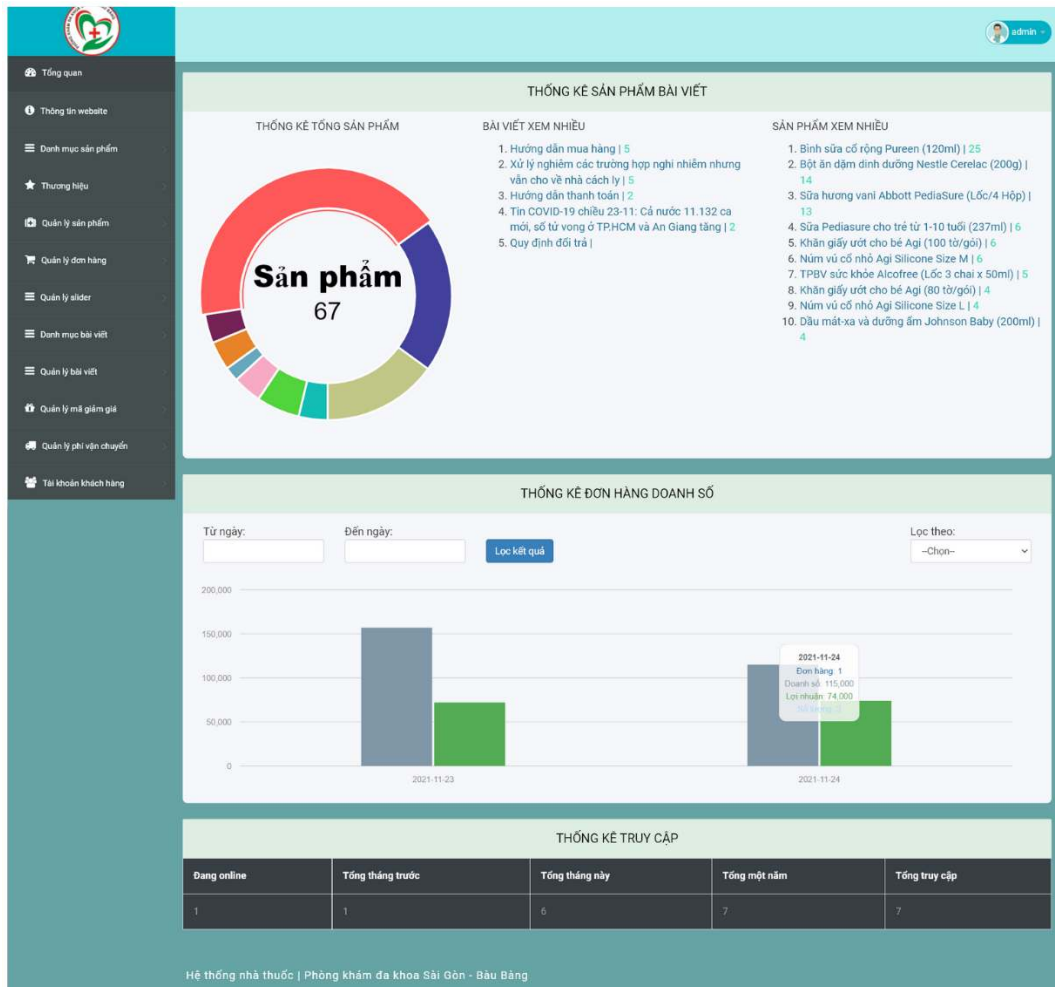 admin
Tổng quan
Thông tin website
Danh mục sản phẩm
Thương hiệu
Quản lý sản phẩm
Quản lý đơn hàng
Quản lý slider
Danh mục bài viết
Quản lý bài viết
Quản lý mã giảm giá
Quản lý phí vận chuyển
Tài khoản khách hàng
THỐNG KÊ SẢN PHẨM BÀI VIẾT
THỐNG KÊ TỔNG SẢN PHẨM
Sản phẩm
67
BÀI VIẾT XEM NHIỀU
1. Hướng dẫn mua hàng | 5
2. Xử lý nghiêm các trường hợp nghi nhiễm nhưng
vẫn cho về nhà cách ly | 5
3. Hướng dẫn thanh toán | 2
4. Tin COVID-19 chiều 23-11: Cả nước 11.132 ca
mới, số tử vong ở TP.HCM và An Giang tăng | 2
5. Quy định đổi trả |
SẢN PHẨM XEM NHIỀU
1. Bình sữa cổ rộng Pureen (120ml) | 25
2. Bột ăn dặm dinh dưỡng Nestle Cerelac (200g) |
14
3. Sữa hương vani Abbott PediaSure (Lốc/4 Hộp) |
13
4. Sữa Pediasure cho trẻ từ 1-10 tuổi (237ml) | 6
5. Khăn giấy ướt cho bé Agi (100 tờ/gói) | 6
6. Núm vú cổ nhỏ Agi Silicone Size M | 6
7. TPBV sức khỏe Alcofree (Lốc 3 chai x 50ml) | 5
8. Khăn giấy ướt cho bé Agi (80 tờ/gói) | 4
9. Núm vú cổ nhỏ Agi Silicone Size L | 4
10. Dầu mát-xa và dưỡng ẩm Johnson Baby (200ml) |
4
THỐNG KÊ ĐƠN HÀNG DOANH SỐ
Từ ngày:
Đến ngày:
Lọc kết quả
Lọc theo:
--Chọn--
200,000
150,000
100,000
50,000
0
2021-11-23
2021-11-24
2021-11-24
Đơn hàng: 1
Doanh số: 115,000
Lợi nhuận: 74,000
THỐNG KÊ TRUY CẬP
Đang online Tổng tháng trước Tổng tháng này Tổng một năm Tổng truy cập
1 1 6 7 7
Hệ thống nhà thuốc | Phòng khám đa khoa Sài Gòn - Bàu Bàng